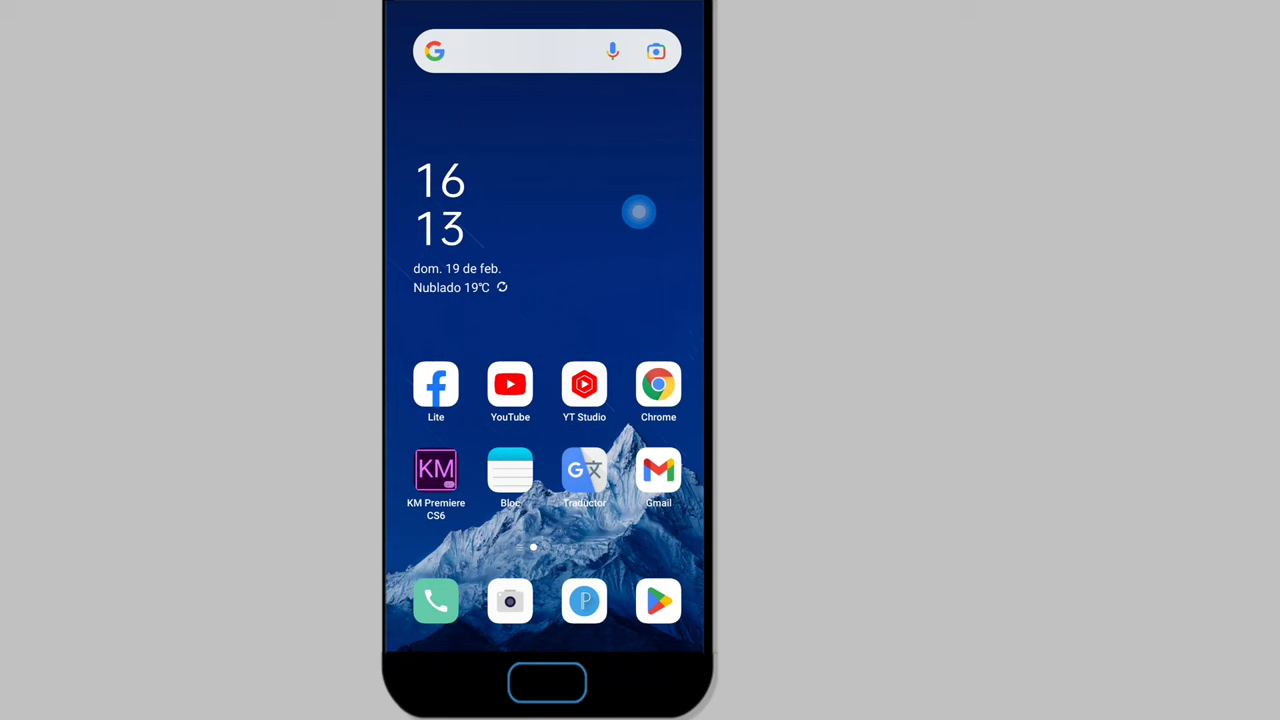 16
13
dom. 19 de feb.
Nublado 19°C
Lite
YouTube
YT Studio
Chrome
KM
KM Premiere
CS6
Bloc
Traductor
Gmail